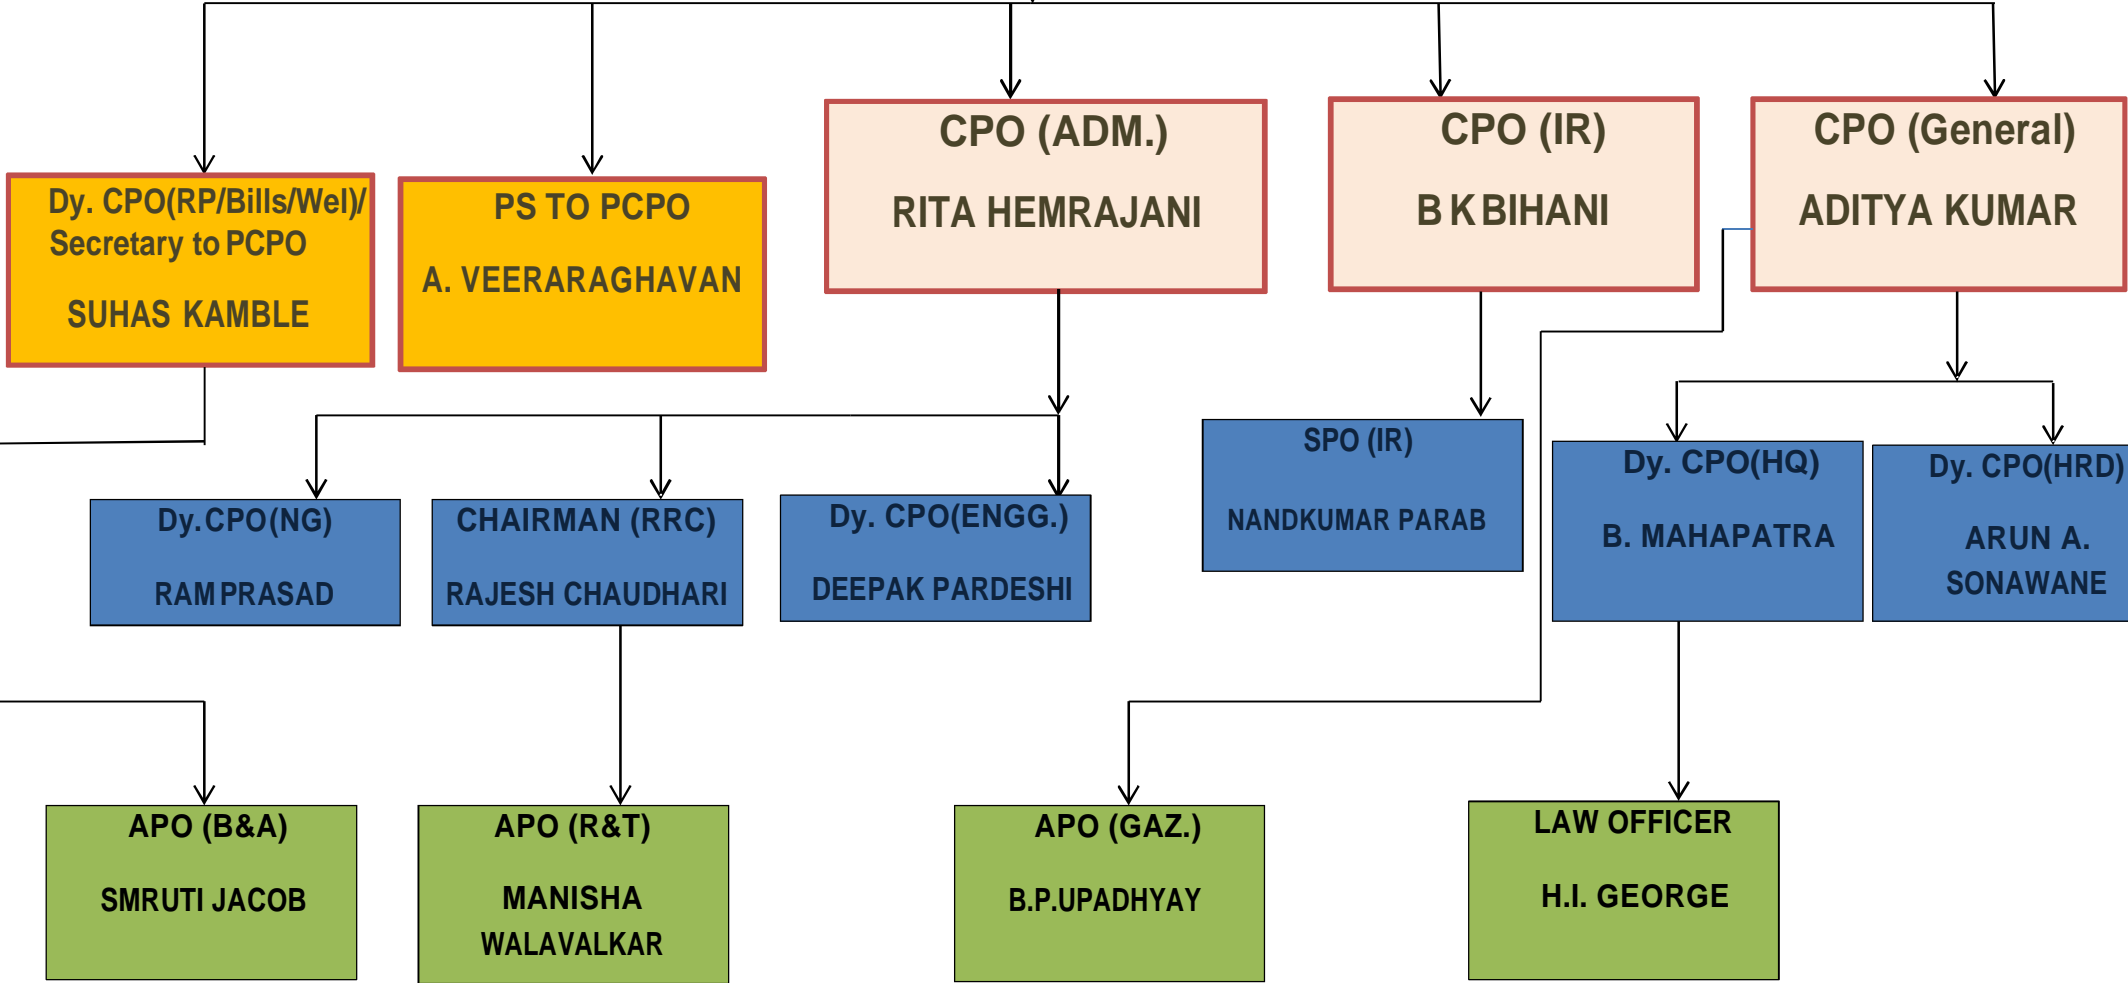 Dy. CPO(RP/Bills/Wel)/
Secretary to PCPO
SUHAS KAMBLE
PS TO PCPO
A. VEERARAGHAVAN
CPO (ADM.)
RITA HEMRAJANI
CPO (IR)
B K BIHANI
CPO (General)
ADITYA KUMAR
Dy. CPO(NG)
RAM PRASAD
CHAIRMAN (RRC)
RAJESH CHAUDHARI
Dy. CPO(ENGG.)
DEEPAK PARDESHI
SPO (IR)
NANDKUMAR PARAB
Dy. CPO(HQ)
B. MAHAPATRA
Dy. CPO(HRD)
ARUN A.
SONAWANE
APO (B&A)
SMRUTI JACOB
APO (R&T)
MANISHA
WALAVALKAR
APO (GAZ.)
B.P.UPADHYAY
LAW OFFICER
H.I. GEORGE